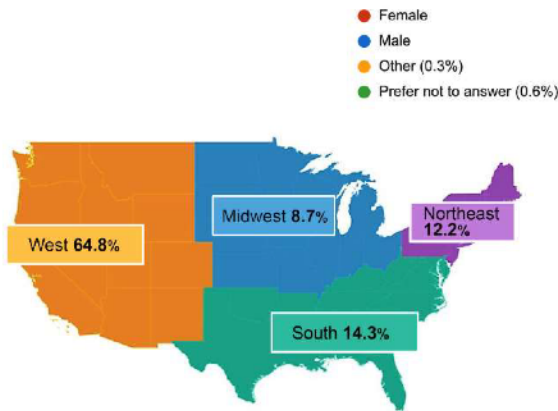 Female
Male
Other (0.3%)
Prefer not to answer (0.6%)
Midwest 8.7%
Northeast
12.2%
West 64.8%
South 14.3%